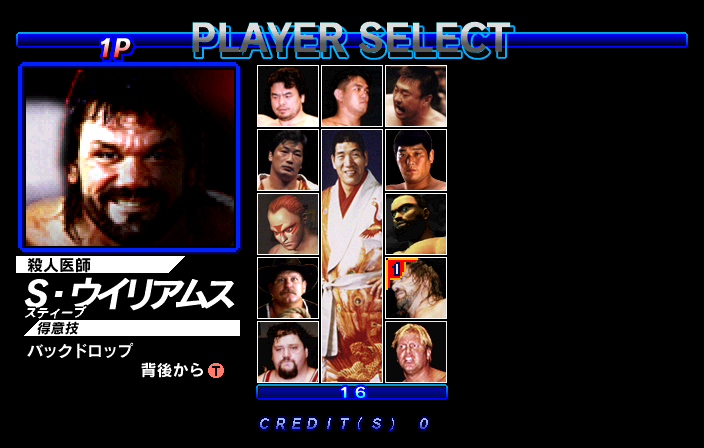 PLAYER SELECT
1P
殺人医師
S・ウイリアムス
スティーブ
得意技
バックドロップ
背後から T
1
16
CREDIT(S) 0